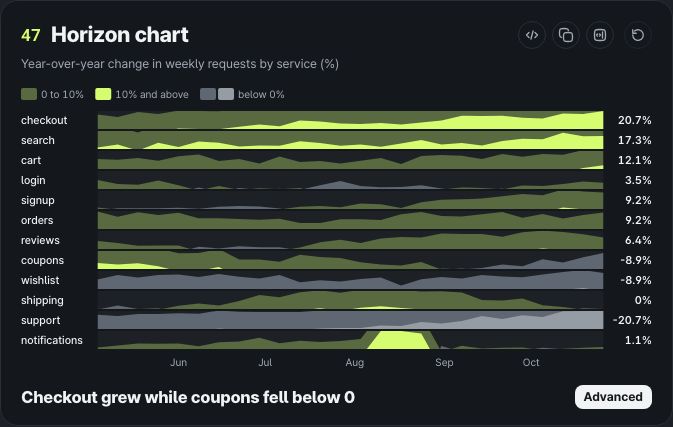 47 Horizon chart
Year-over-year change in weekly requests by service (%)
0 to 10% 10% and above below 0%
checkout 20.7%
search 17.3%
cart 12.1%
login 3.5%
signup 9.2%
orders 9.2%
reviews 6.4%
coupons -8.9%
wishlist -8.9%
shipping 0%
support -20.7%
notifications 1.1%
Jun Jul Aug Sep Oct
Checkout grew while coupons fell below 0
Advanced